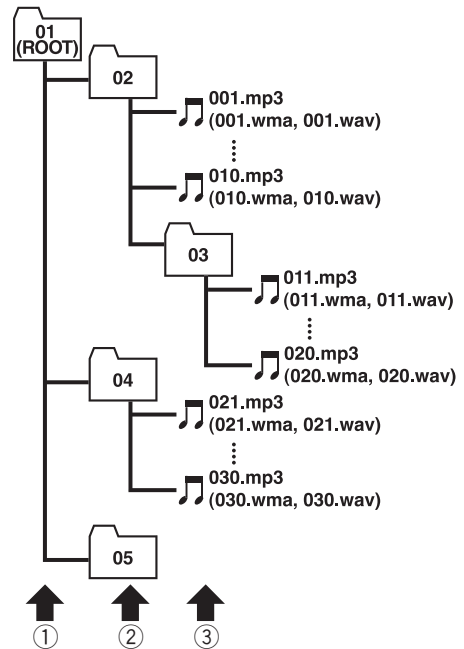 01
(ROOT)
02
001.mp3
(001.wma, 001.wav)
010.mp3
(010.wma, 010.wav)
03
011.mp3
(011.wma, 011.wav)
020.mp3
(020.wma, 020.wav)
04
021.mp3
(021.wma, 021.wav)
030.mp3
(030.wma, 030.wav)
05
① ② ③